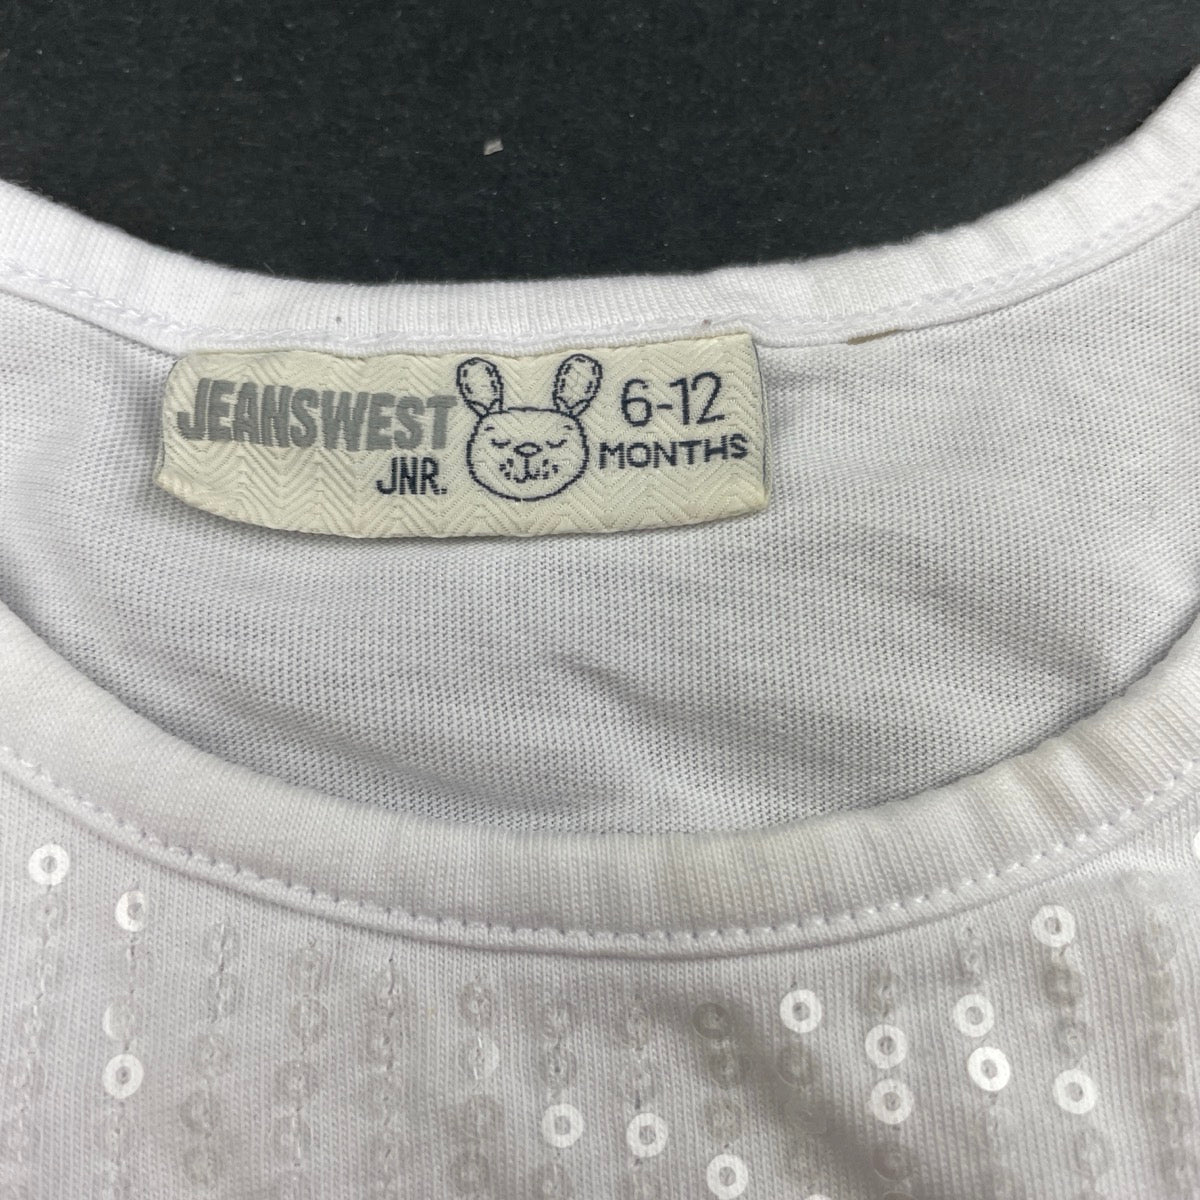 JEANSWEST
JNR.
6-12
MONTHS